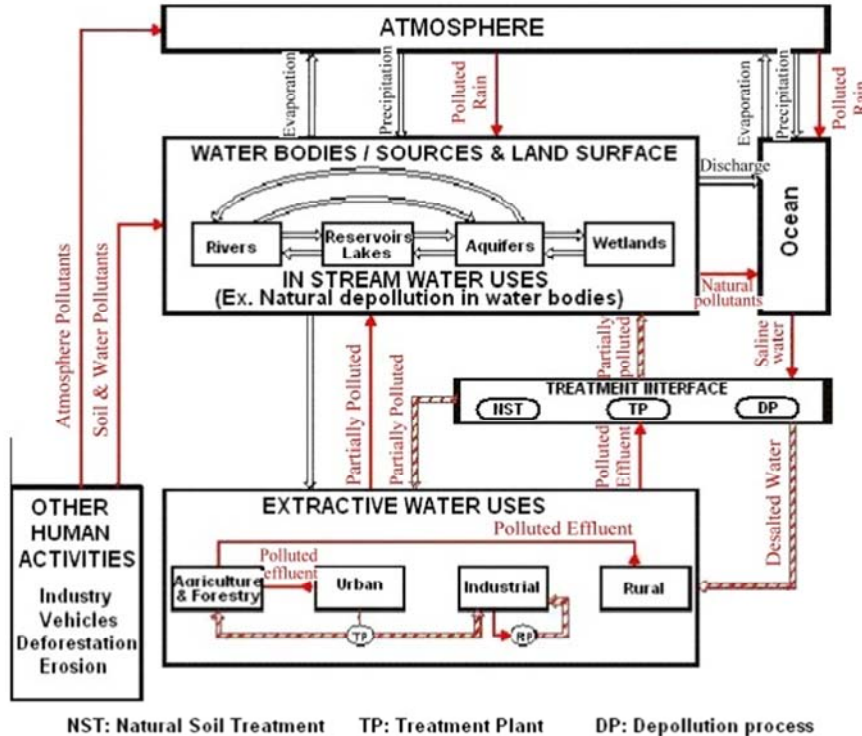 ATMOSPHERE
Evaporation
Precipitation
Polluted
Rain
Evaporation
Precipitation
Polluted
Rain
WATER BODIES / SOURCES & LAND SURFACE
Discharge
Rivers
Reservoirs
Lakes
Aquifers
Wetlands
Ocean
IN STREAM WATER USES
(Ex. Natural depollution in water bodies)
Natural
pollutants
Atmosphere Pollutants
Soil & Water Pollutants
Partially Polluted
Partially Polluted
Partially
polluted
Saline
water
TREATMENT INTERFACE
NST
TP
DP
Polluted
Effluent
Desalted Water
OTHER
HUMAN
ACTIVITIES
Industry
Vehicles
Deforestation
Erosion
EXTRACTIVE WATER USES
Polluted Effluent
Agriculture
& Forestry
Polluted
effluent
Urban
Industrial
Rural
TP
NST: Natural Soil Treatment
TP: Treatment Plant
DP: Depollution process